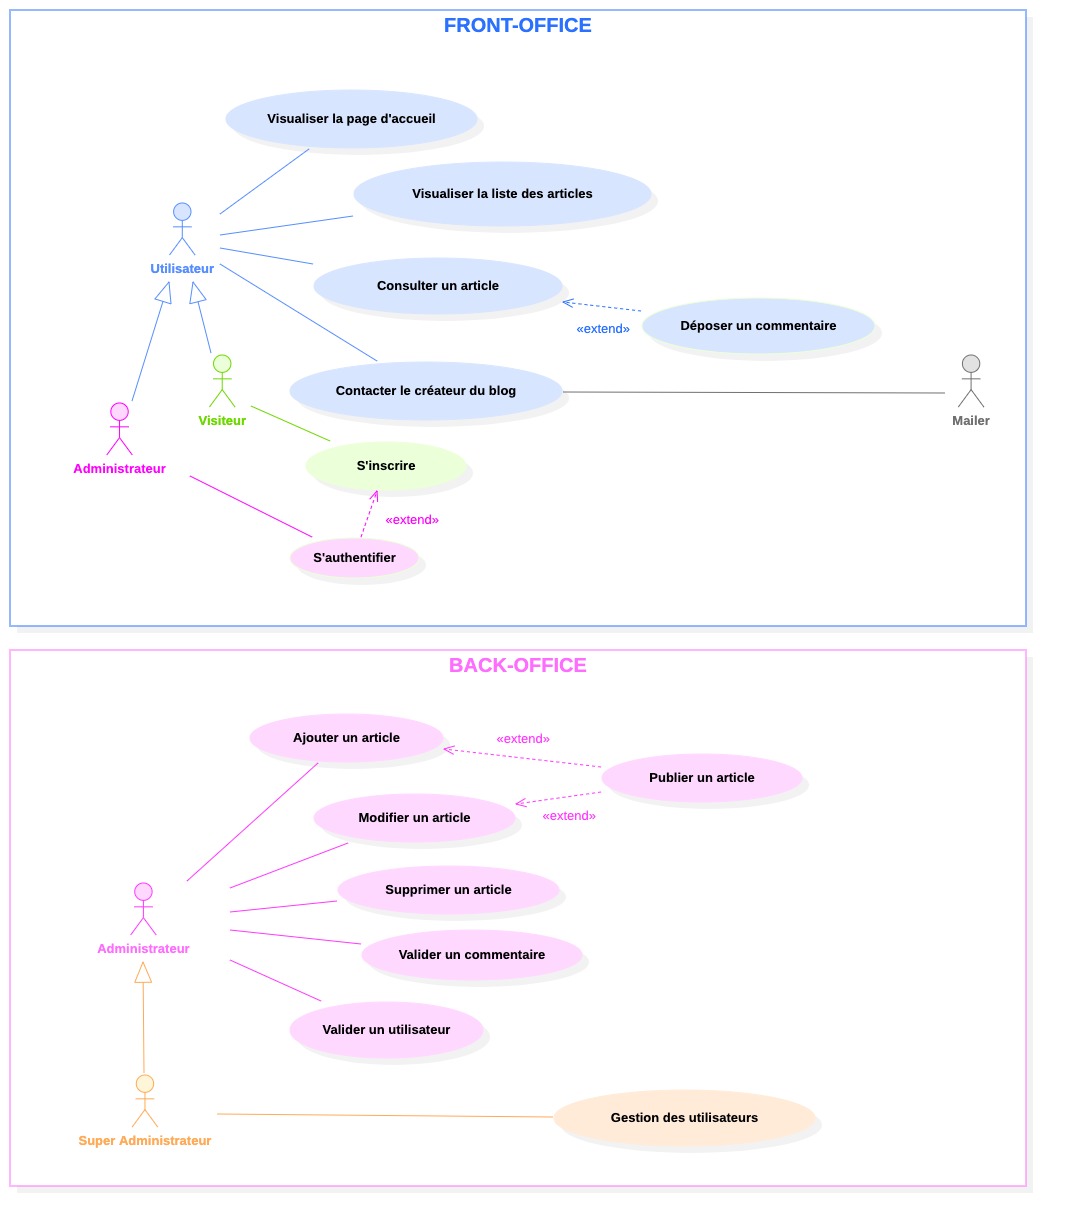 FRONT-OFFICE
Visualiser la page d'accueil
Visualiser la liste des articles
Utilisateur
Consulter un article
«extend»
Déposer un commentaire
Contacter le créateur du blog
Visiteur
Mailer
Administrateur
S'inscrire
«extend»
S'authentifier
BACK-OFFICE
Ajouter un article
«extend»
Publier un article
Modifier un article
«extend»
Supprimer un article
Administrateur
Valider un commentaire
Valider un utilisateur
Gestion des utilisateurs
Super Administrateur